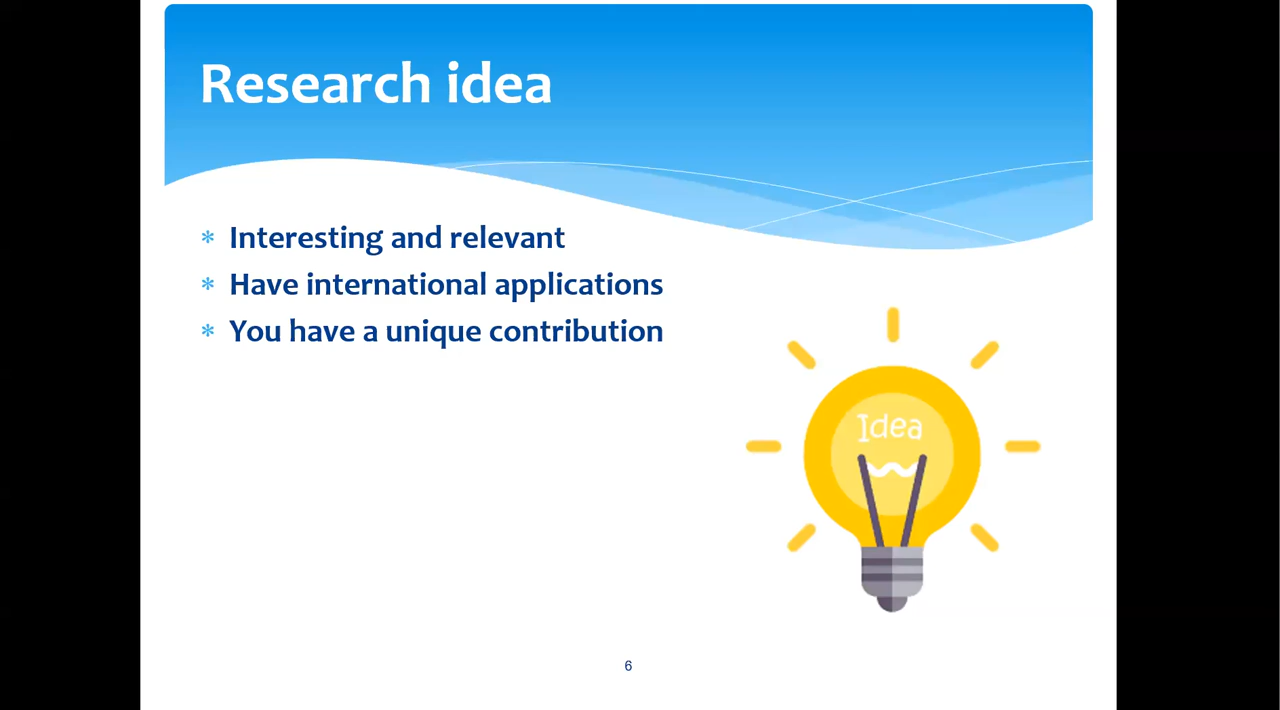 Research idea
* Interesting and relevant
* Have international applications
* You have a unique contribution
Idea
6